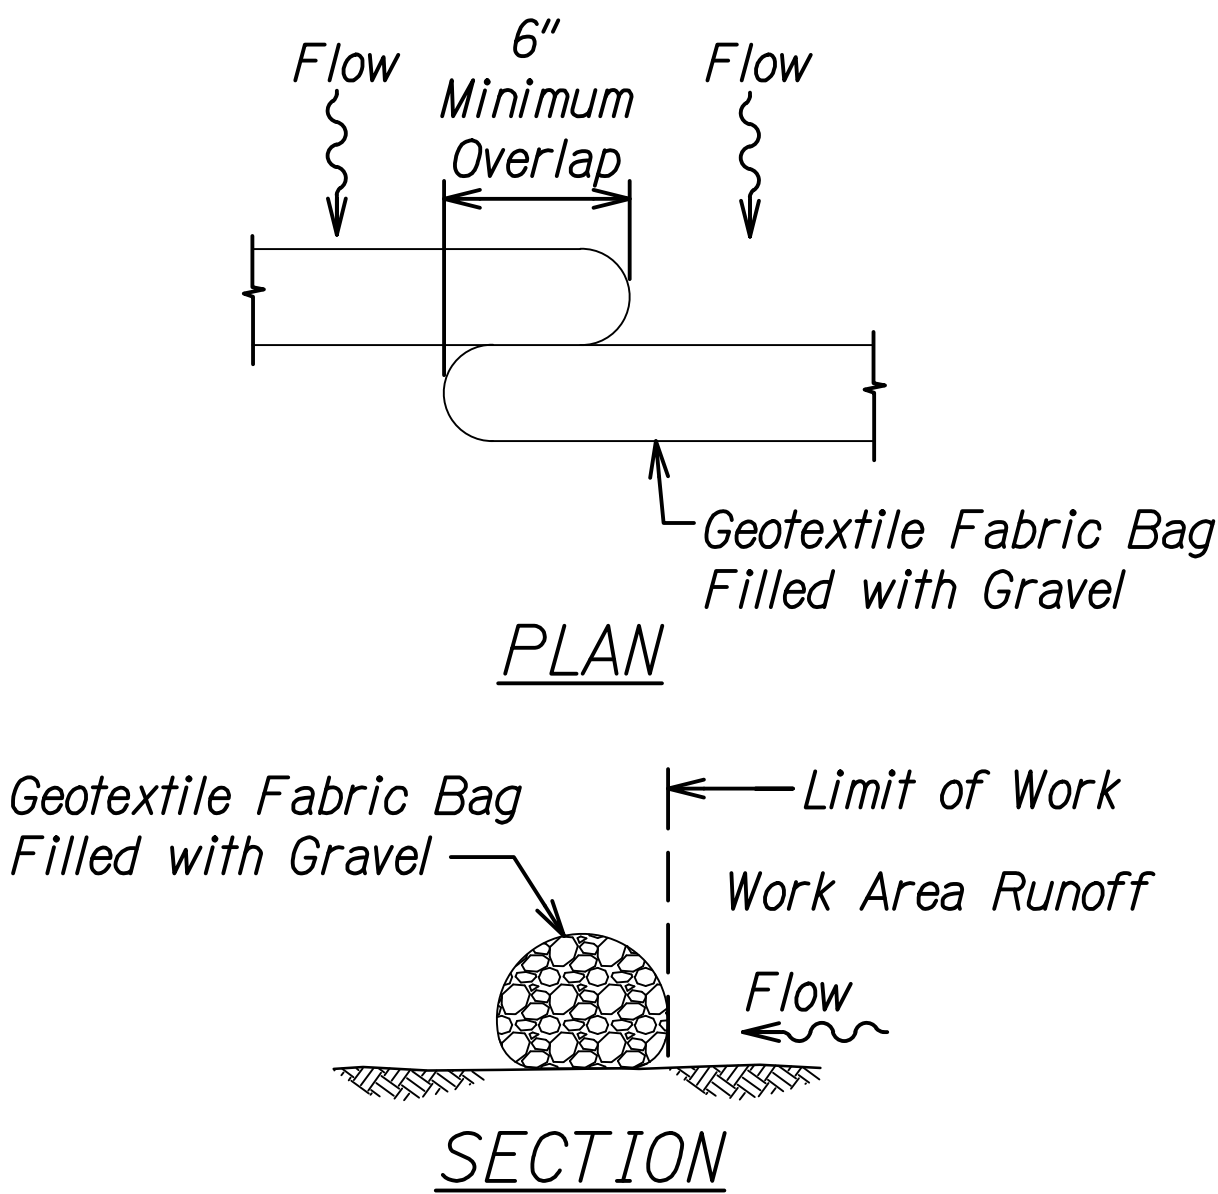 Flow
6"
Minimum
Overlap
Flow
Geotextile Fabric Bag
Filled with Gravel
PLAN
Geotextile Fabric Bag
Filled with Gravel
Limit of Work
Work Area Runoff
Flow
SECTION